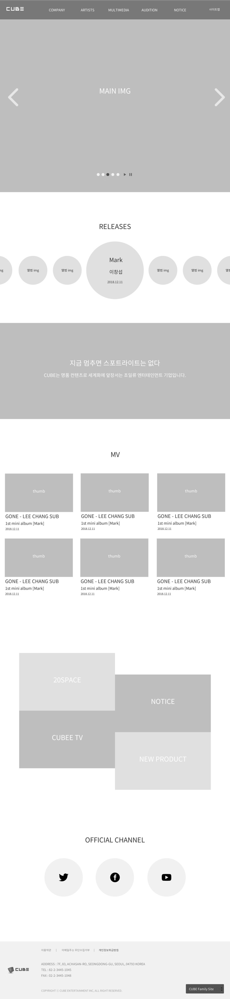 CUBE
COMPANY ARTISTS MULTIMEDIA AUDITION NOTICE 사이트맵
MAIN IMG
RELEASES
ng 앨범 img 앨범 img
Mark
이창섭
2018.12.11
앨범 img 앨범 img 앨범
지금 멈추면 스포트라이트는 없다
CUBE는 명품 컨텐츠로 세계화에 앞장서는 초일류 엔터테인먼트 기업입니다.
MV
thumb thumb thumb
GONE - LEE CHANG SUB GONE - LEE CHANG SUB GONE - LEE CHANG SUB
1st mini album [Mark] 1st mini album [Mark] 1st mini album [Mark]
2018.12.11 2018.12.11 2018.12.11
thumb thumb thumb
GONE - LEE CHANG SUB GONE - LEE CHANG SUB GONE - LEE CHANG SUB
1st mini album [Mark] 1st mini album [Mark] 1st mini album [Mark]
2018.12.11 2018.12.11 2018.12.11
20SPACE
NOTICE
CUBEE TV
NEW PRODUCT
OFFICIAL CHANNEL
이용약관 | 이메일주소 무단수집거부 | 개인정보취급방침
CUBE
ADDRESS : 7F, 83, ACHASAN-RO, SEONGDONG-GU, SEOUL, 04793 KOREA
TEL : 82-2-3445-1045
FAX : 02-2-3445-1048
COPYRIGHT ⓒ CUBE ENTERTAINMENT INC, ALL RIGHT RESERVED.
CUBE Family Site